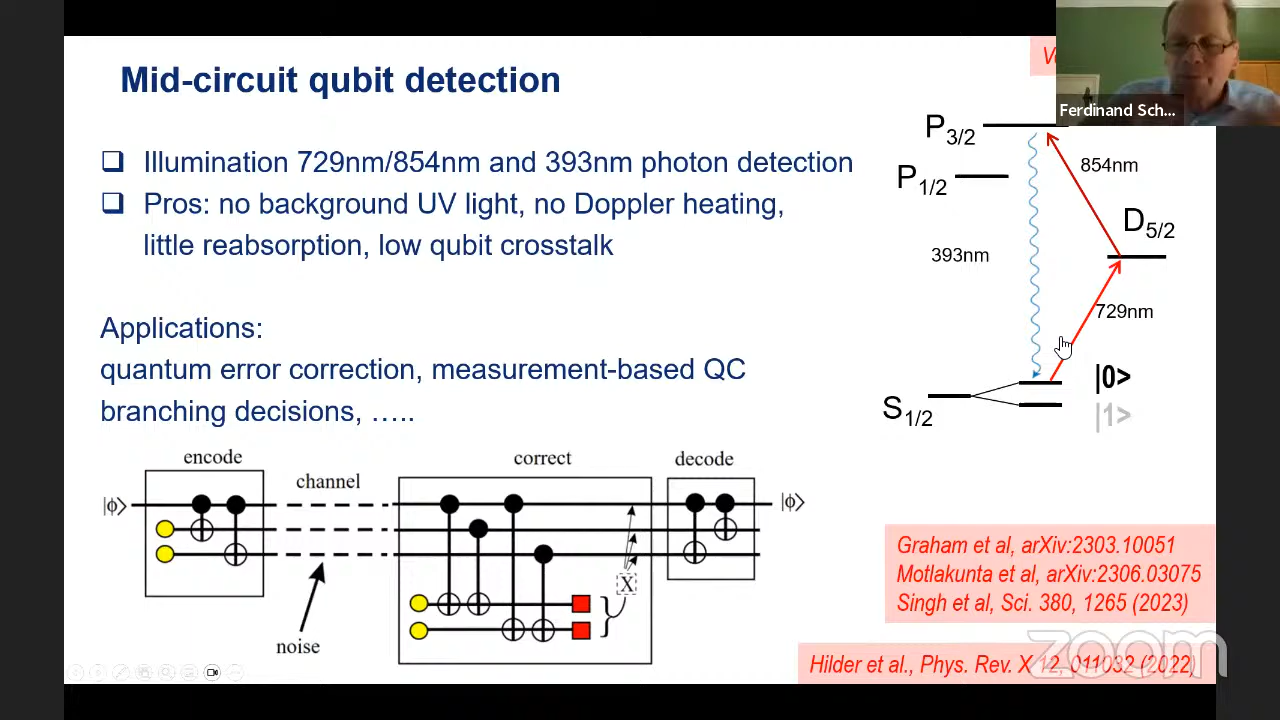 Mid-circuit qubit detection
Ferdinand Sch...
❑ Illumination 729nm/854nm and 393nm photon detection
❑ Pros: no background UV light, no Doppler heating,
little reabsorption, low qubit crosstalk
Applications:
quantum error correction, measurement-based QC
branching decisions, …..
P3/2
P1/2
854nm
D5/2
393nm
729nm
|0>
|1>
S1/2
encode
channel
correct
decode
|ϕ⟩
|ϕ⟩
X
noise
Graham et al, arXiv:2303.10051
Motlakunta et al, arXiv:2306.03075
Singh et al, Sci. 380, 1265 (2023)
Hilder et al., Phys. Rev. X 12, 011032 (2022)
zoom